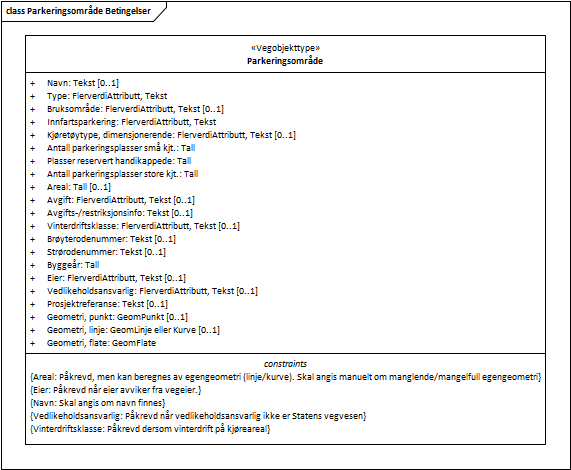 class Parkeringsområde Betingelser
«Vegobjekttype»
Parkeringsområde
+ Navn: Tekst [0..1]
+ Type: FlerverdiAttributt, Tekst
+ Bruksområde: FlerverdiAttributt, Tekst [0..1]
+ Innfartsparkering: FlerverdiAttributt, Tekst
+ Kjøretøytype, dimensjonerende: FlerverdiAttributt, Tekst [0..1]
+ Antall parkeringsplasser små kjt.: Tall
+ Plasser reservert handikappede: Tall
+ Antall parkeringsplasser store kjt.: Tall
+ Areal: Tall [0..1]
+ Avgift: FlerverdiAttributt, Tekst [0..1]
+ Avgifts-/restriksjonsinfo: Tekst [0..1]
+ Vinterdriftsklasse: FlerverdiAttributt, Tekst [0..1]
+ Brøyterodenummer: Tekst [0..1]
+ Strørodenummer: Tekst [0..1]
+ Byggeår: Tall
+ Eier: FlerverdiAttributt, Tekst [0..1]
+ Vedlikeholdsansvarlig: FlerverdiAttributt, Tekst [0..1]
+ Prosjektreferanse: Tekst [0..1]
+ Geometri, punkt: GeomPunkt [0..1]
+ Geometri, linje: GeomLinje eller Kurve [0..1]
+ Geometri, flate: GeomFlate
constraints
{Areal: Påkrevd, men kan beregnes av egengeometri (linje/kurve). Skal angis manuelt om manglende/mangelfull egengeometri}
{Eier: Påkrevd når eier avviker fra vegeier.}
{Navn: Skal angis om navn finnes}
{Vedlikeholdsansvarlig: Påkrevd når vedlikeholdsansvarlig ikke er Statens vegvesen}
{Vinterdriftsklasse: Påkrevd dersom vinterdrift på kjøreareal}